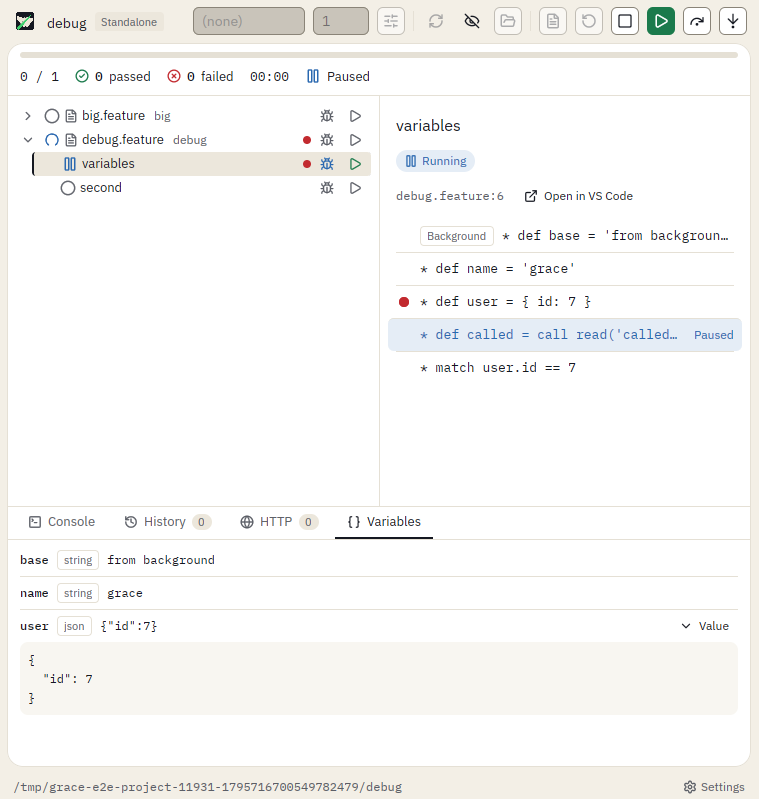 debug Standalone (none) 1
0 / 1 0 passed 0 failed 00:00 Paused
big.feature big
debug.feature debug
variables
second
variables
Running
debug.feature:6 Open in VS Code
Background * def base = 'from backgroun…
* def name = 'grace'
* def user = { id: 7 }
* def called = call read('called… Paused
* match user.id == 7
Console History 0 HTTP 0 {} Variables
base string from background
name string grace
user json {"id":7} Value
{
"id": 7
}
/tmp/grace-e2e-project-11931-1795716700549782479/debug Settings